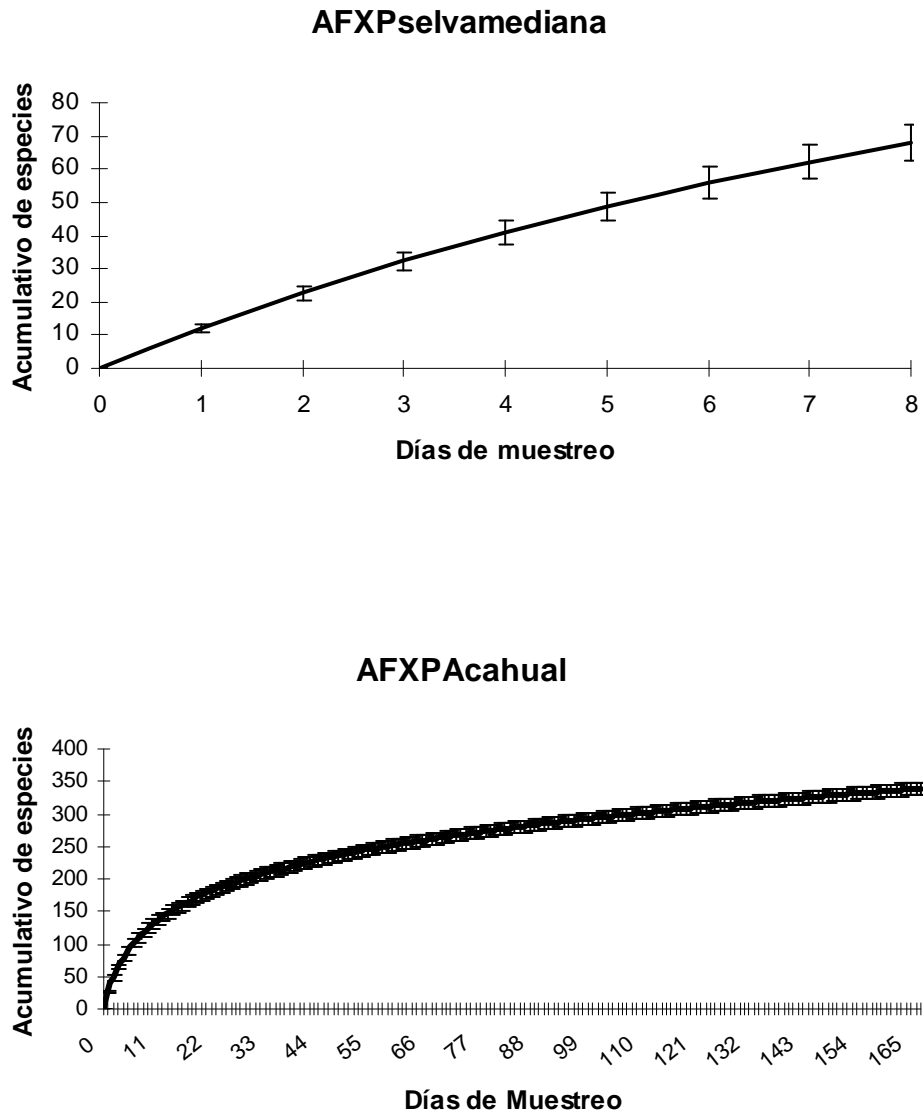 AFXPselvamediana
Acumulativo de especies
80
70
60
50
40
30
20
10
0
0 1 2 3 4 5 6 7 8
Días de muestreo
AFXPAcahual
Acumulativo de especies
400
350
300
250
200
150
100
50
0
0 11 22 33 44 55 66 77 88 99 110 121 132 143 154 165
Días de Muestreo